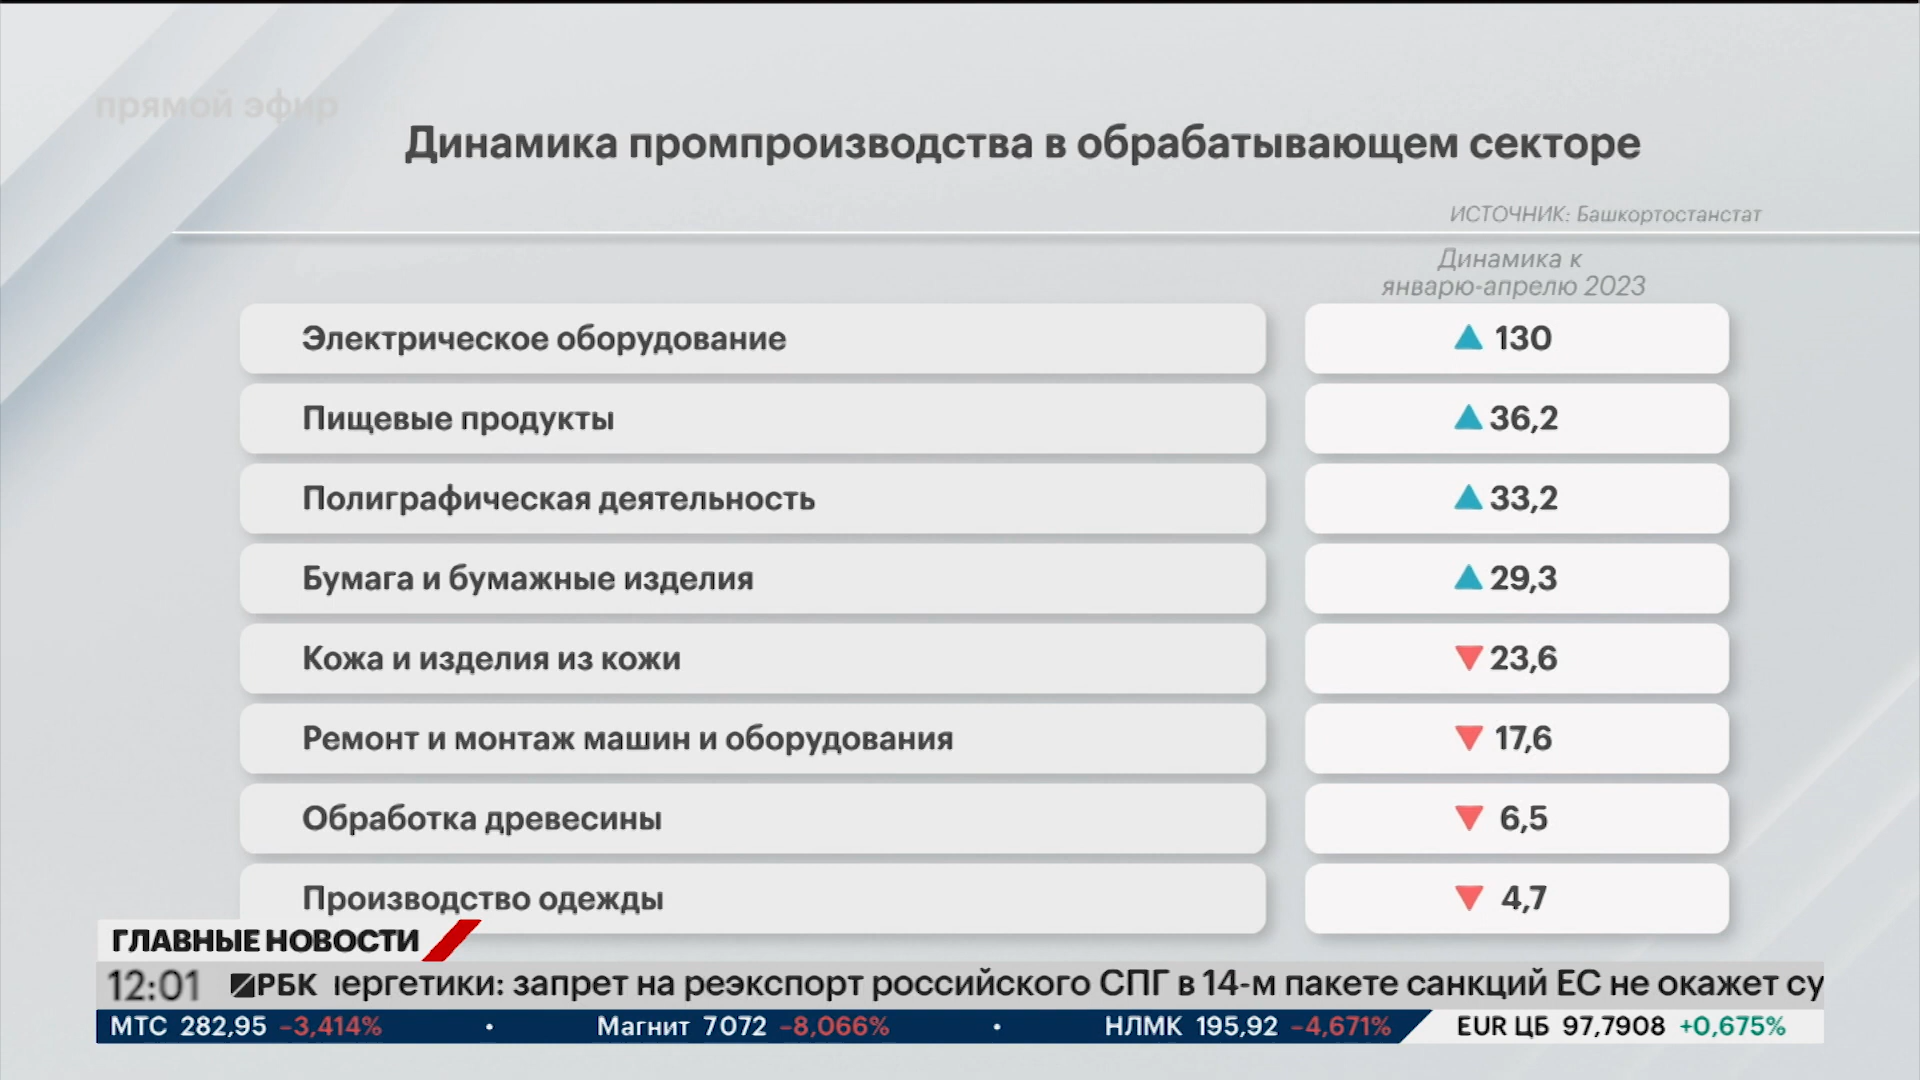 прямой эфир
Динамика промпроизводства в обрабатывающем секторе
ИСТОЧНИК: Башкортостанстат
Динамика к
январю-апрелю 2023
Электрическое оборудование ▲ 130
Пищевые продукты ▲ 36,2
Полиграфическая деятельность ▲ 33,2
Бумага и бумажные изделия ▲ 29,3
Кожа и изделия из кожи ▼ 23,6
Ремонт и монтаж машин и оборудования ▼ 17,6
Обработка древесины ▼ 6,5
Производство одежды ▼ 4,7
ГЛАВНЫЕ НОВОСТИ
12:01 РБК нергетики: запрет на реэкспорт российского СПГ в 14-м пакете санкций ЕС не окажет су
МТС 282,95 -3,414% • Магнит 7072 -8,066% • НЛМК 195,92 -4,671% EUR ЦБ 97,7908 +0,675%